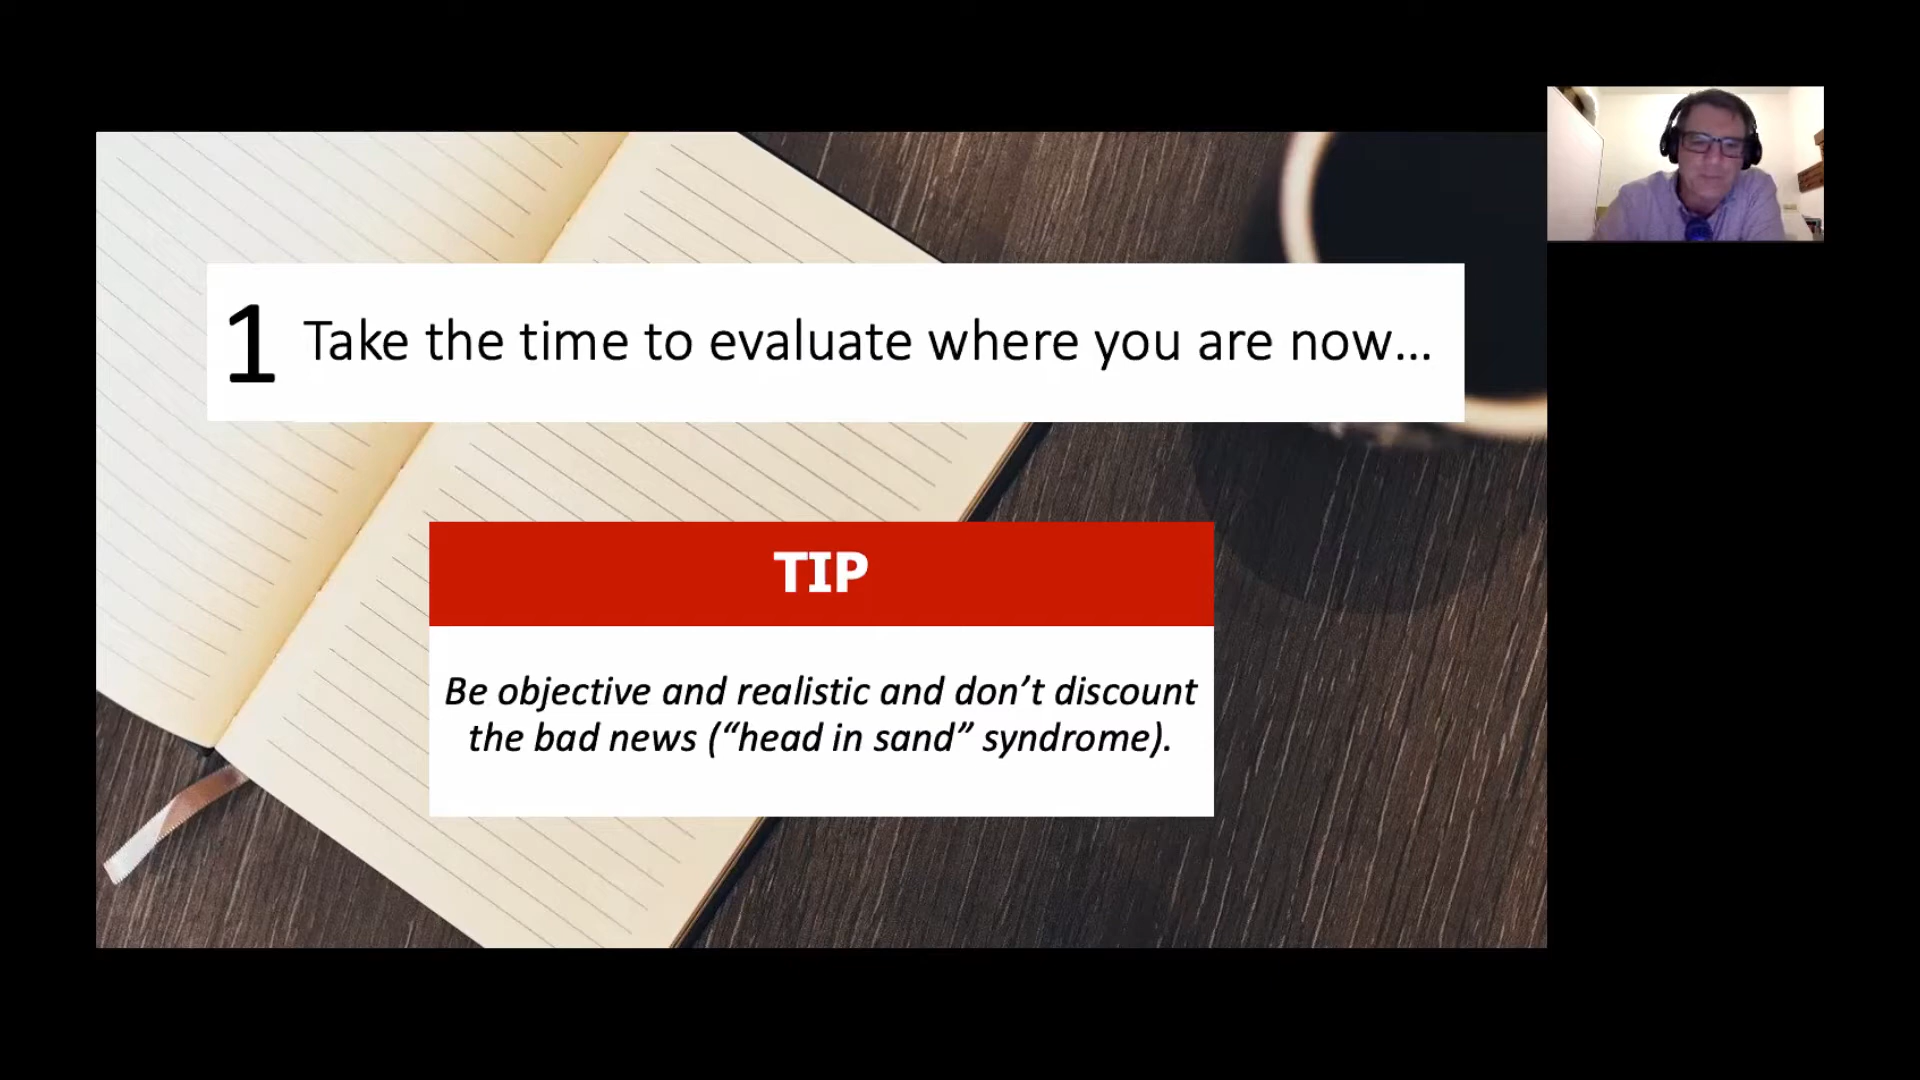 1 Take the time to evaluate where you are now...
TIP
Be objective and realistic and don’t discount
the bad news (“head in sand” syndrome).